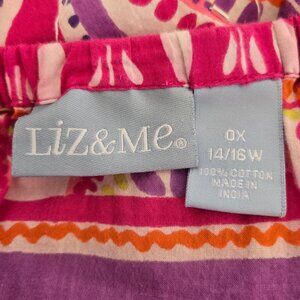 Liz&Me®
0X
14/16W
100% COTTON
MADE IN
INDIA